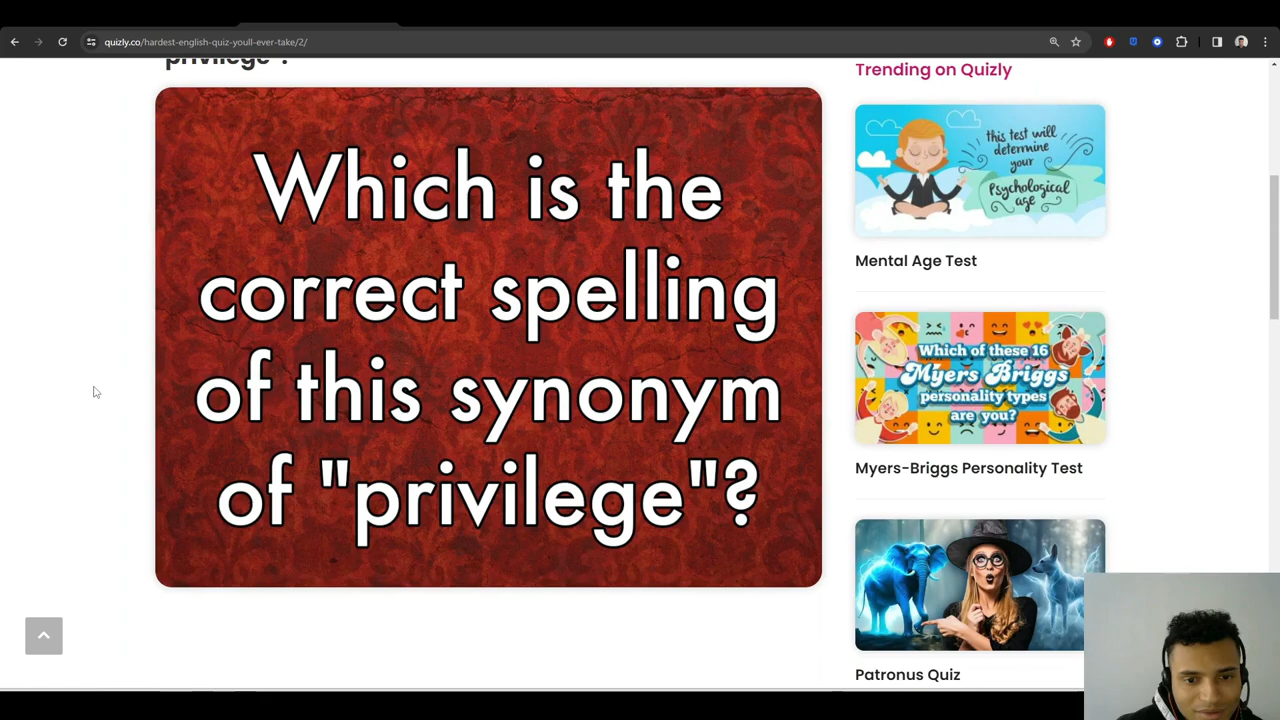 quizly.co/hardest-english-quiz-youll-ever-take/2/
privilege"?
Which is the
correct spelling
of this synonym
of "privilege"?
Trending on Quizly
this test will
determine
your
Psychological
age
Mental Age Test
Which of these 16
Myers Briggs
personality types
are you?
Myers-Briggs Personality Test
Patronus Quiz